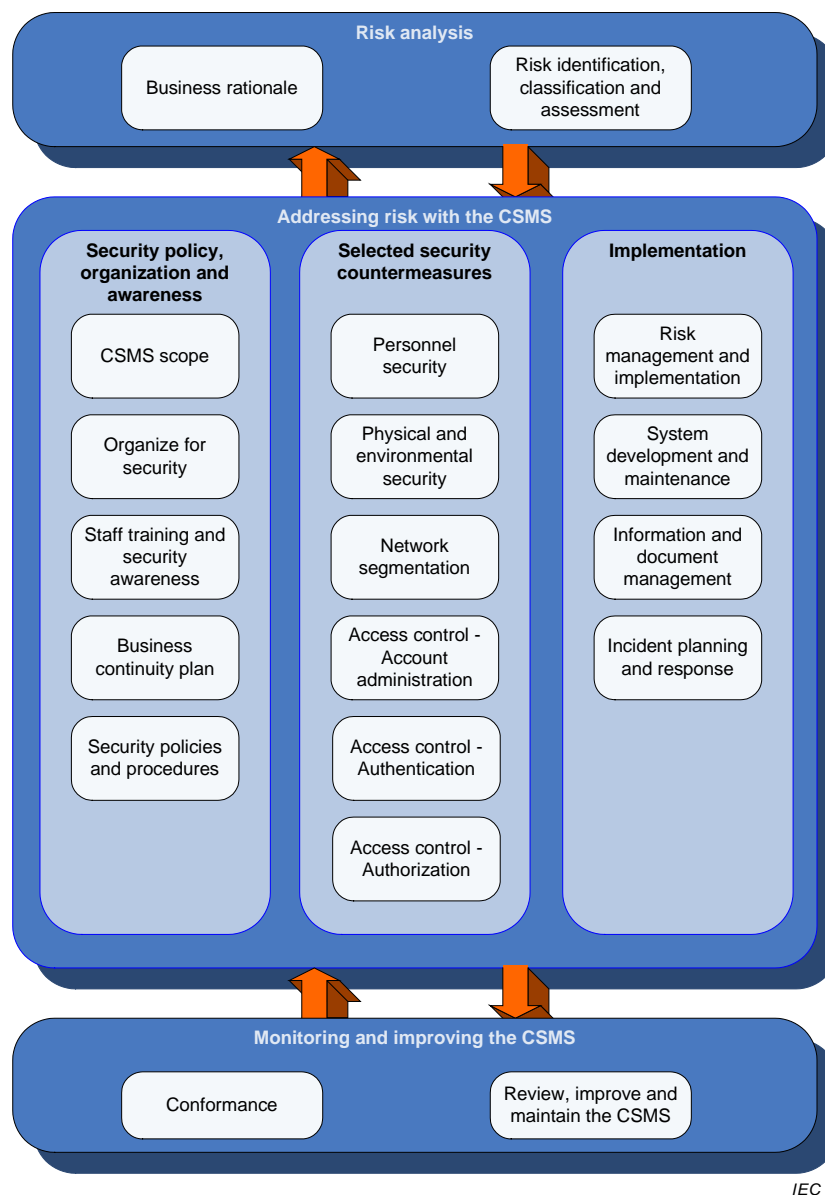 Risk analysis
Business rationale
Risk identification,
classification and
assessment
Addressing risk with the CSMS
Security policy,
organization and
awareness
CSMS scope
Organize for
security
Staff training and
security
awareness
Business
continuity plan
Security policies
and procedures
Selected security
countermeasures
Personnel
security
Physical and
environmental
security
Network
segmentation
Access control -
Account
administration
Access control -
Authentication
Access control -
Authorization
Implementation
Risk
management and
implementation
System
development and
maintenance
Information and
document
management
Incident planning
and response
Monitoring and improving the CSMS
Conformance
Review, improve and
maintain the CSMS
IEC